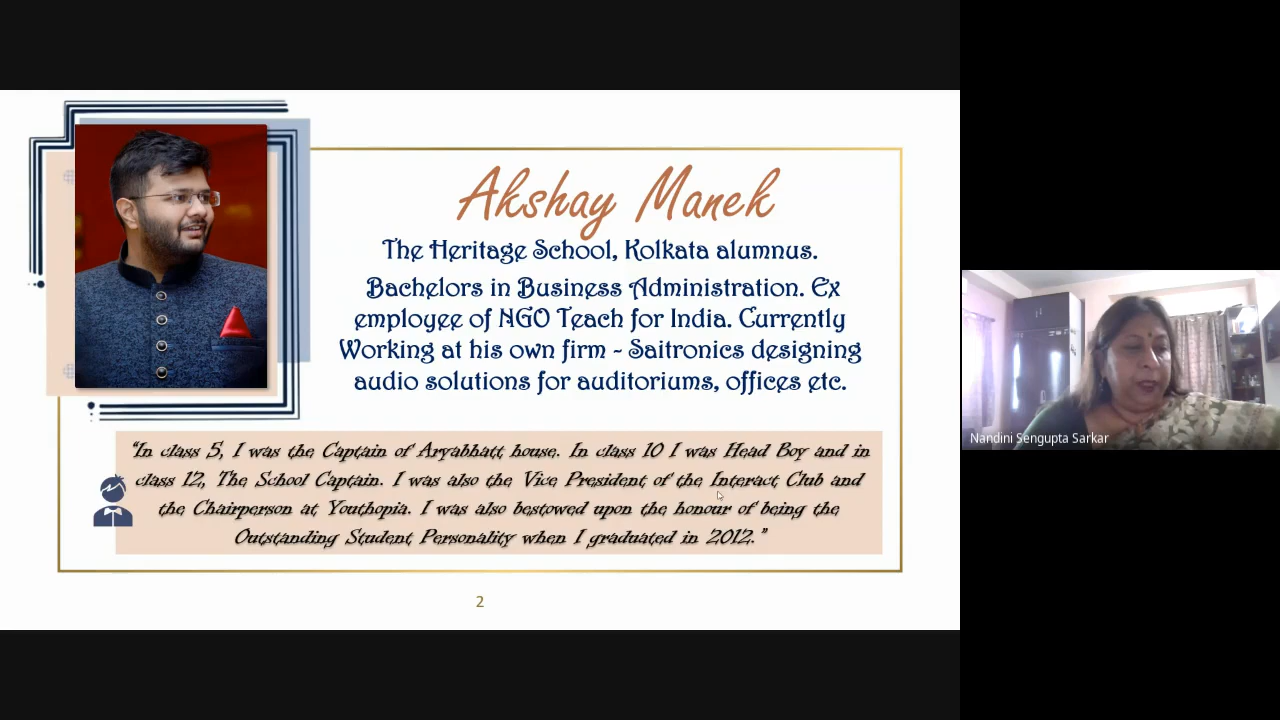 Akshay Manek
The Heritage School, Kolkata alumnus.
Bachelors in Business Administration. Ex
employee of NGO Teach for India. Currently
Working at his own firm - Saitronics designing
audio solutions for auditoriums, offices etc.
"In class 5, I was the Captain of Aryabhatt house. In class 10 I was Head Boy and in
class 12, The School Captain. I was also the Vice President of the Interact Club and
the Chairperson at Youthopia. I was also bestowed upon the honour of being the
Outstanding Student Personality when I graduated in 2012."
2
Nandini Sengupta Sarkar